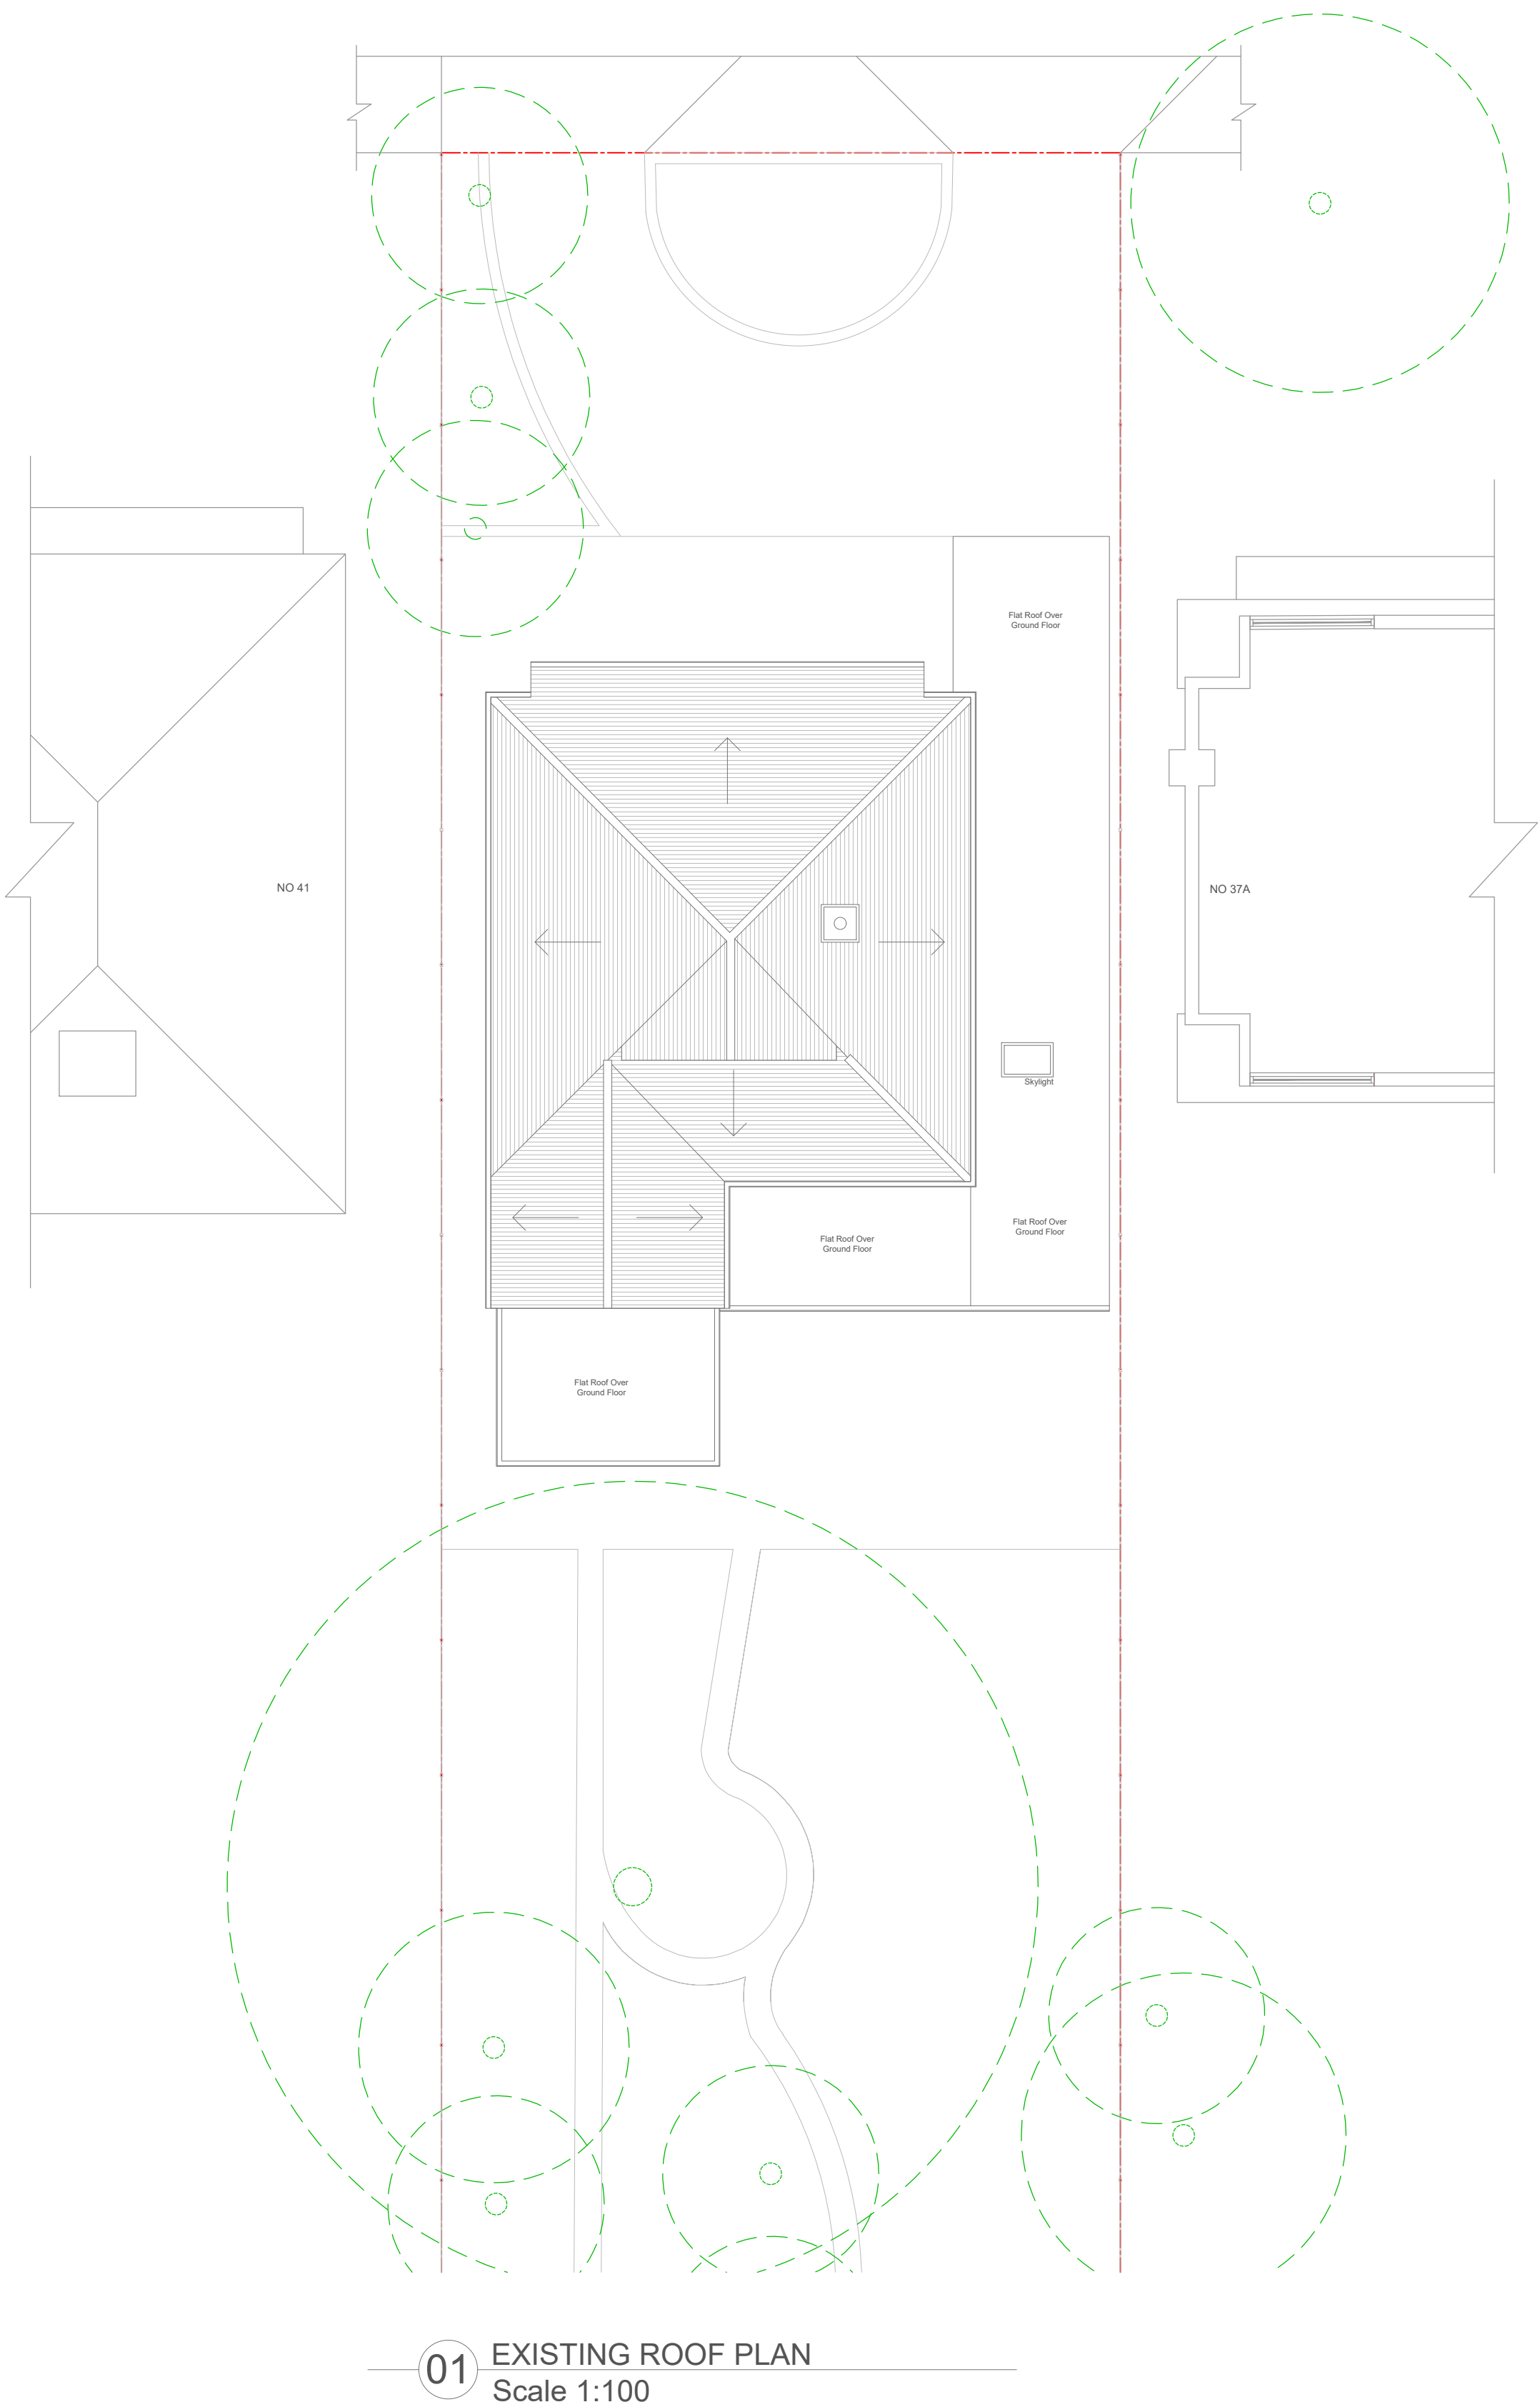 Flat Roof Over
Ground Floor
NO 41
NO 37A
Skylight
Flat Roof Over
Ground Floor
Flat Roof Over
Ground Floor
Flat Roof Over
Ground Floor
01
EXISTING ROOF PLAN
Scale 1:100